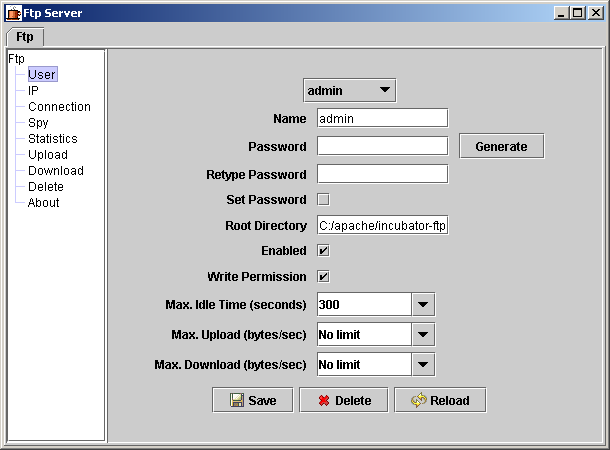 Ftp Server
Ftp
Ftp
User
IP
Connection
Spy
Statistics
Upload
Download
Delete
About
admin
Name admin
Password Generate
Retype Password
Set Password
Root Directory C:/apache/incubator-ftp
Enabled
Write Permission
Max. Idle Time (seconds) 300
Max. Upload (bytes/sec) No limit
Max. Download (bytes/sec) No limit
Save Delete Reload